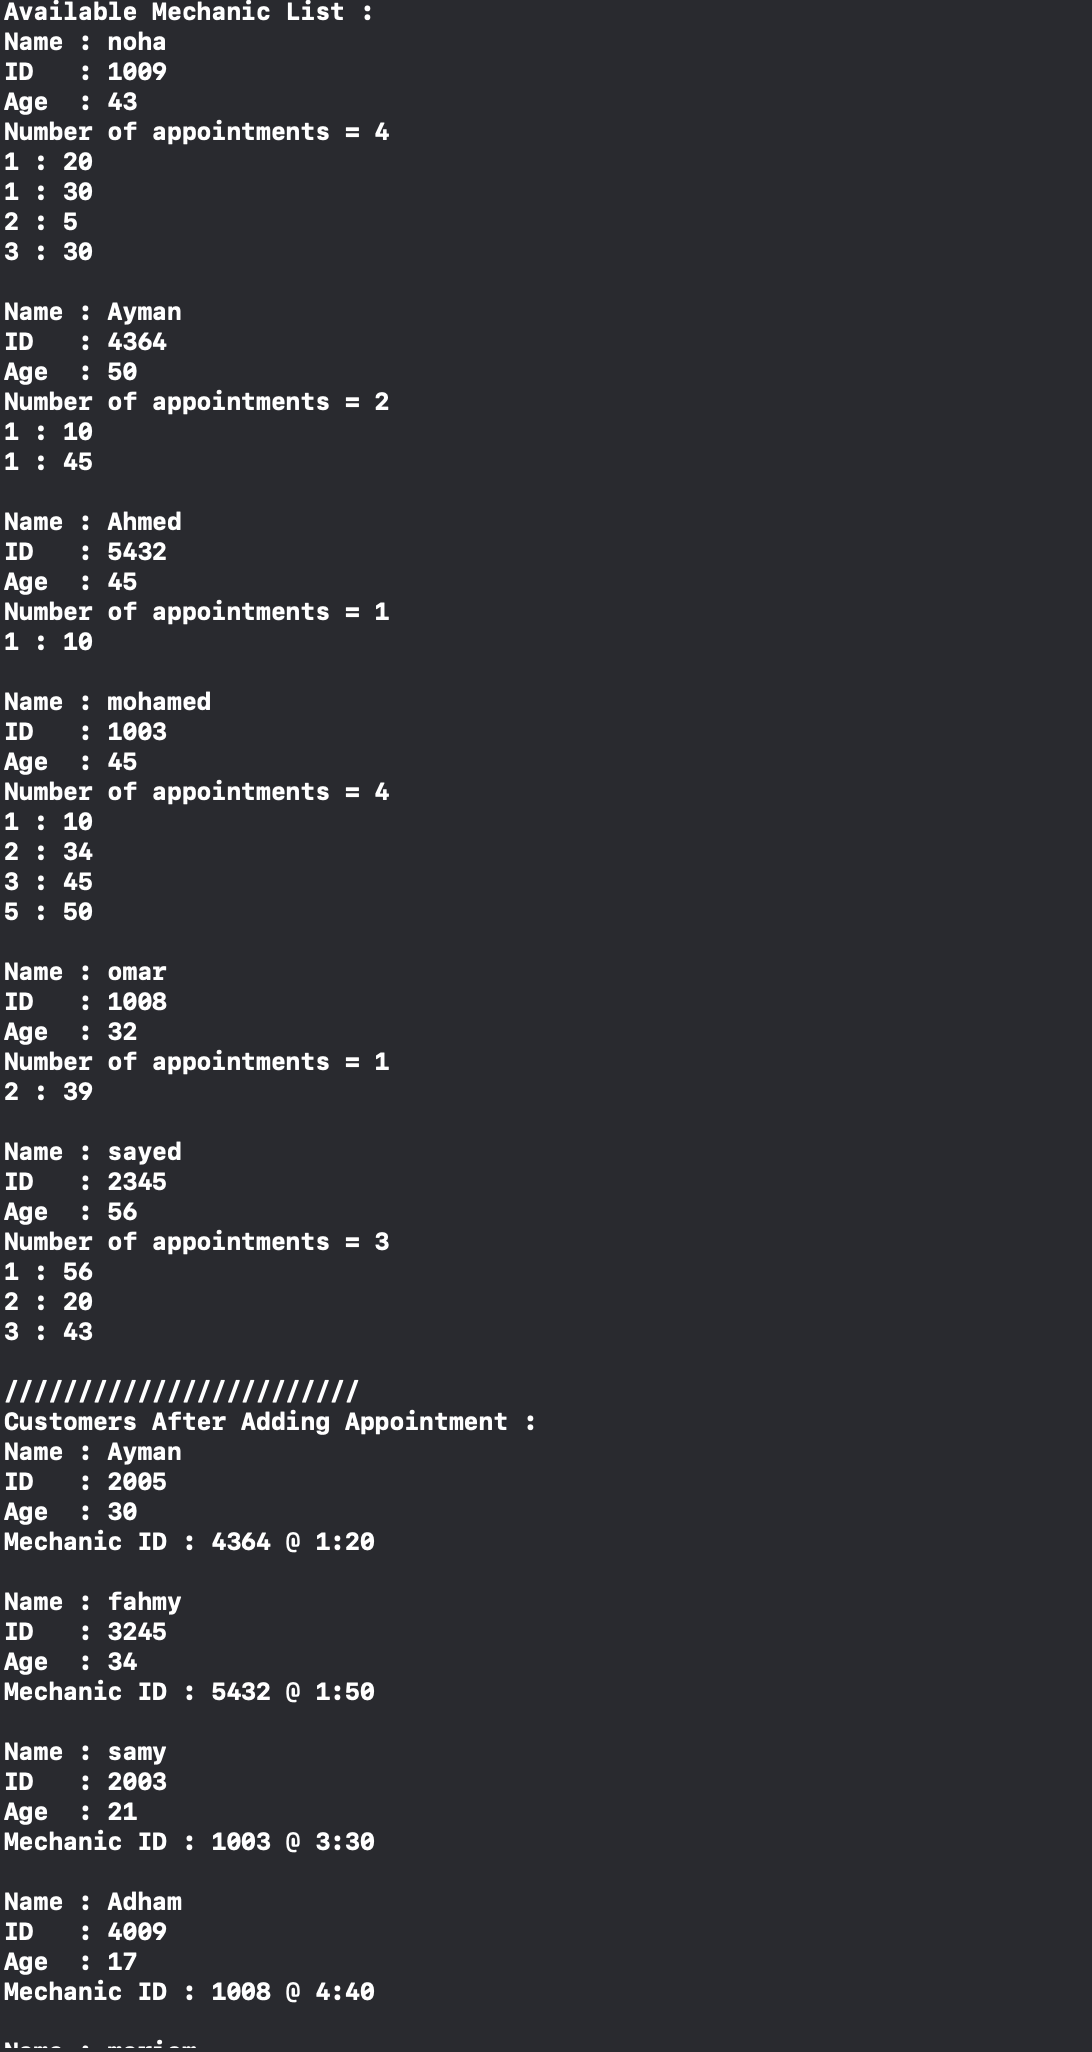 Available Mechanic List :
Name : noha
ID   : 1009
Age  : 43
Number of appointments = 4
1 : 20
1 : 30
2 : 5
3 : 30

Name : Ayman
ID   : 4364
Age  : 50
Number of appointments = 2
1 : 10
1 : 45

Name : Ahmed
ID   : 5432
Age  : 45
Number of appointments = 1
1 : 10

Name : mohamed
ID   : 1003
Age  : 45
Number of appointments = 4
1 : 10
2 : 34
3 : 45
5 : 50

Name : omar
ID   : 1008
Age  : 32
Number of appointments = 1
2 : 39

Name : sayed
ID   : 2345
Age  : 56
Number of appointments = 3
1 : 56
2 : 20
3 : 43

////////////////////////
Customers After Adding Appointment :
Name : Ayman
ID   : 2005
Age  : 30
Mechanic ID : 4364 @ 1:20

Name : fahmy
ID   : 3245
Age  : 34
Mechanic ID : 5432 @ 1:50

Name : samy
ID   : 2003
Age  : 21
Mechanic ID : 1003 @ 3:30

Name : Adham
ID   : 4009
Age  : 17
Mechanic ID : 1008 @ 4:40

Name :